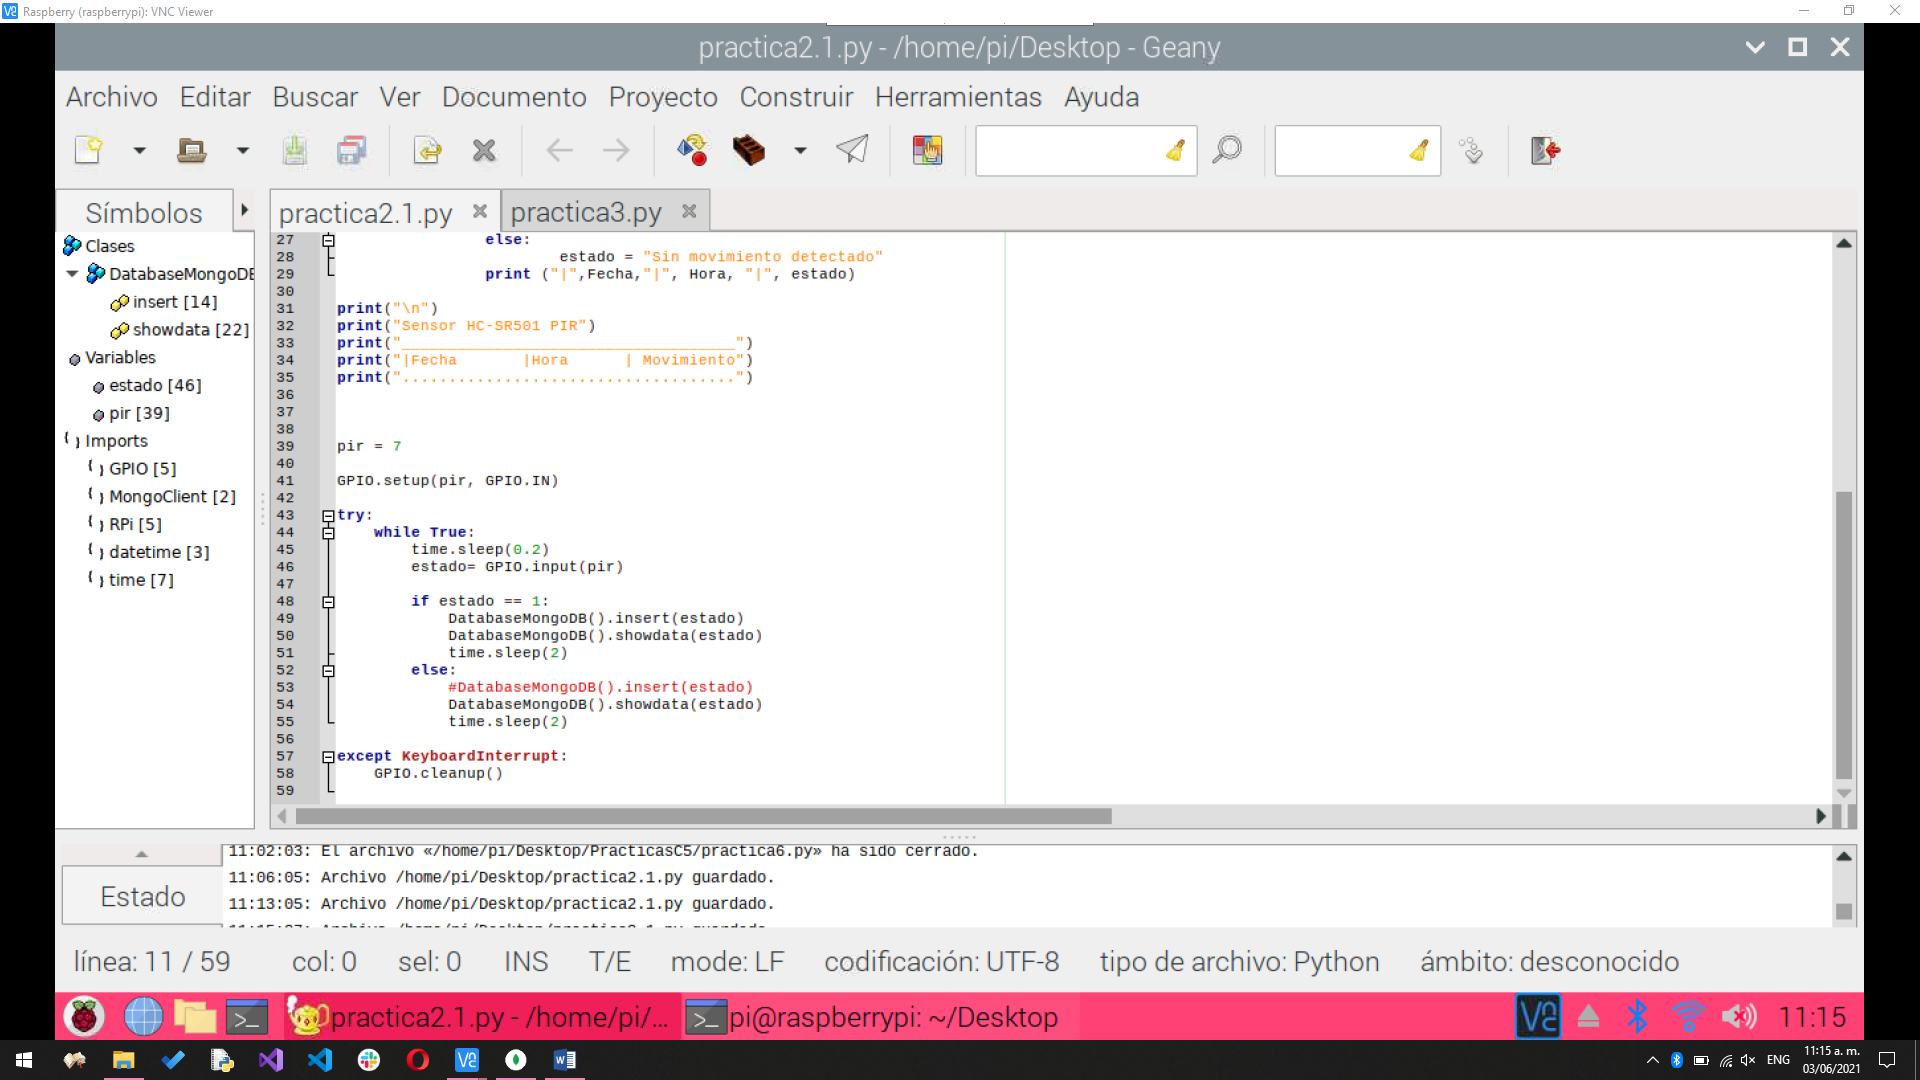 Raspberry (raspberrypi): VNC Viewer
practica2.1.py - /home/pi/Desktop - Geany
Archivo Editar Buscar Ver Documento Proyecto Construir Herramientas Ayuda
Símbolos
practica2.1.py
practica3.py
Clases
DatabaseMongoDB
insert [14]
showdata [22]
Variables
estado [46]
pir [39]
Imports
GPIO [5]
MongoClient [2]
RPi [5]
datetime [3]
time [7]
27 else:
28 estado = "Sin movimiento detectado"
29 print ("|",Fecha,"|", Hora, "|", estado)
30
31 print("\n")
32 print("Sensor HC-SR501 PIR")
33 print("____________________________________")
34 print("|Fecha       |Hora      | Movimiento")
35 print("....................................")
36
37
38
39 pir = 7
40
41 GPIO.setup(pir, GPIO.IN)
42
43 try:
44 while True:
45 time.sleep(0.2)
46 estado= GPIO.input(pir)
47
48 if estado == 1:
49 DatabaseMongoDB().insert(estado)
50 DatabaseMongoDB().showdata(estado)
51 time.sleep(2)
52 else:
53 #DatabaseMongoDB().insert(estado)
54 DatabaseMongoDB().showdata(estado)
55 time.sleep(2)
56
57 except KeyboardInterrupt:
58 GPIO.cleanup()
59
11:02:03: El archivo «/home/pi/Desktop/PracticasC5/practica6.py» ha sido cerrado.
11:06:05: Archivo /home/pi/Desktop/practica2.1.py guardado.
11:13:05: Archivo /home/pi/Desktop/practica2.1.py guardado.
Estado
línea: 11 / 59 col: 0 sel: 0 INS T/E mode: LF codificación: UTF-8 tipo de archivo: Python ámbito: desconocido
practica2.1.py - /home/pi/...
pi@raspberrypi: ~/Desktop
11:15
ENG
11:15 a. m.
03/06/2021